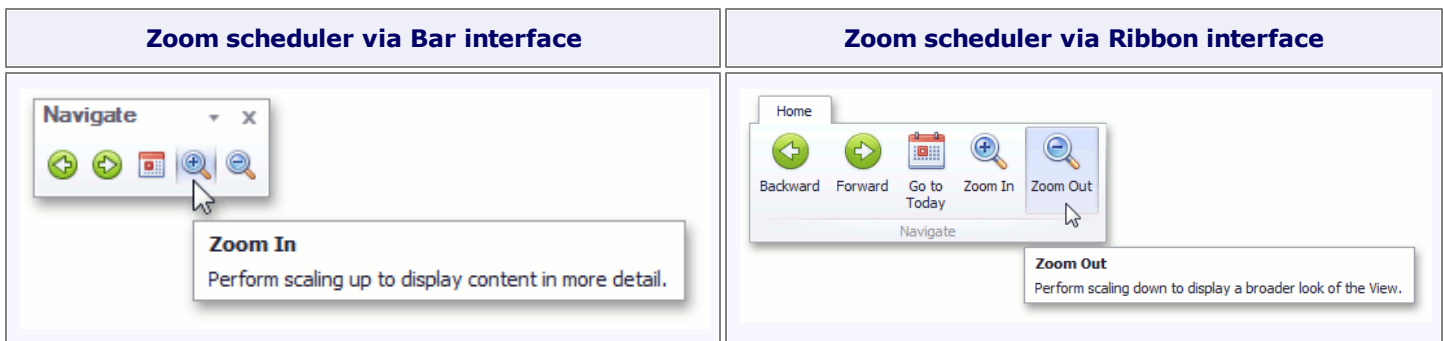 Zoom scheduler via Bar interface
Zoom scheduler via Ribbon interface
Navigate
Zoom In
Perform scaling up to display content in more detail.
Home
Backward Forward Go to Today Zoom In Zoom Out
Navigate
Zoom Out
Perform scaling down to display a broader look of the View.